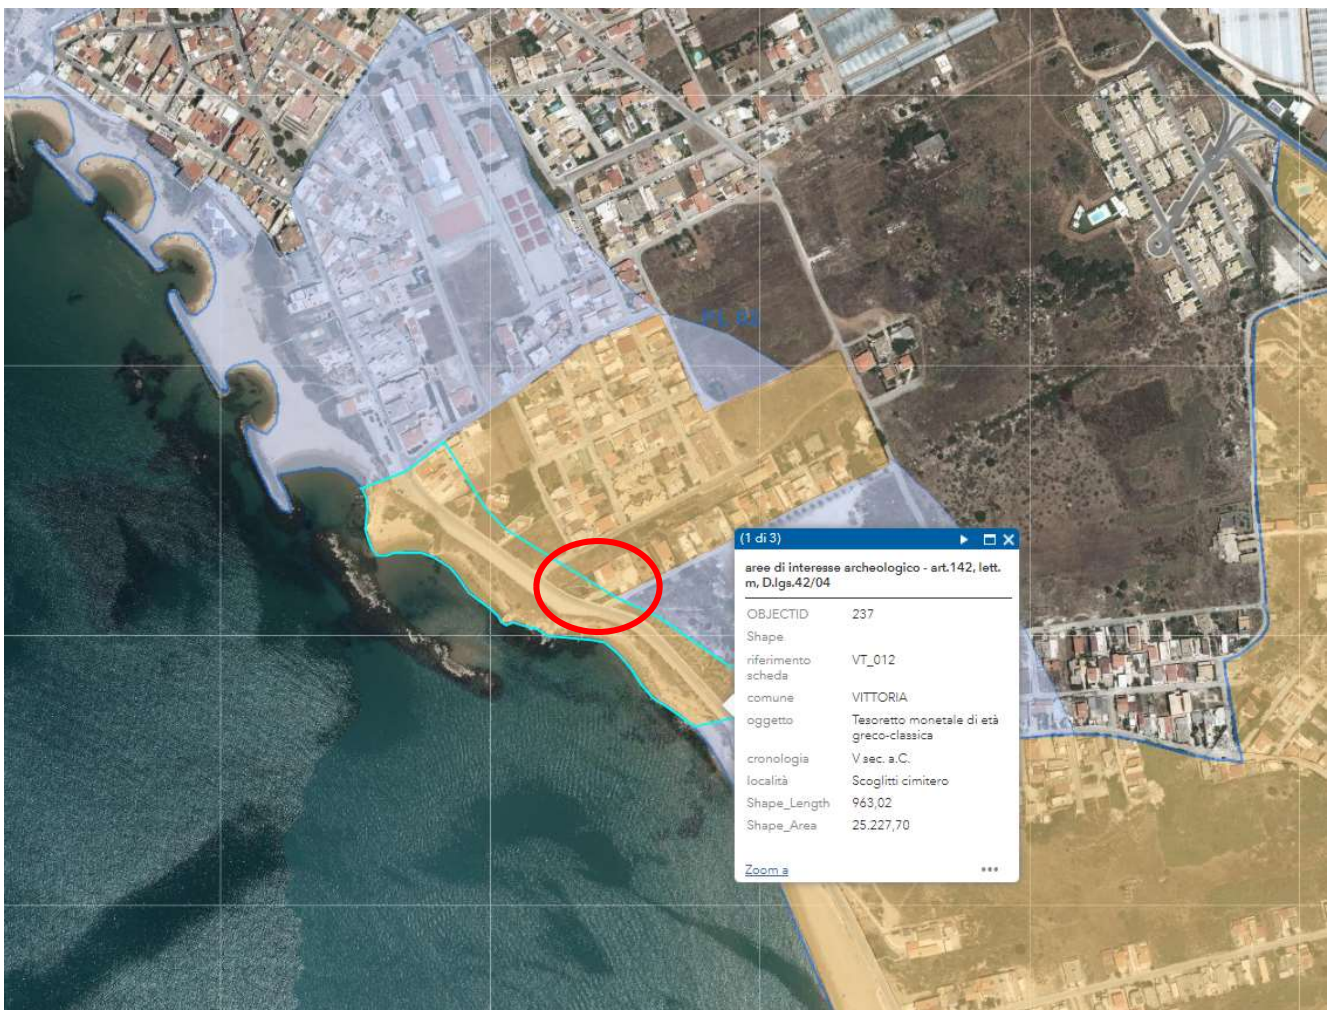 (1 di 3)
aree di interesse archeologico - art.142, lett.
m, D.lgs.42/04
OBJECTID 237
Shape
riferimento scheda VT_012
comune VITTORIA
oggetto Tesoretto monetale di età
greco-classica
cronologia V sec. a.C.
località Scoglitti cimitero
Shape_Length 963,02
Shape_Area 25.227,70
Zoom a